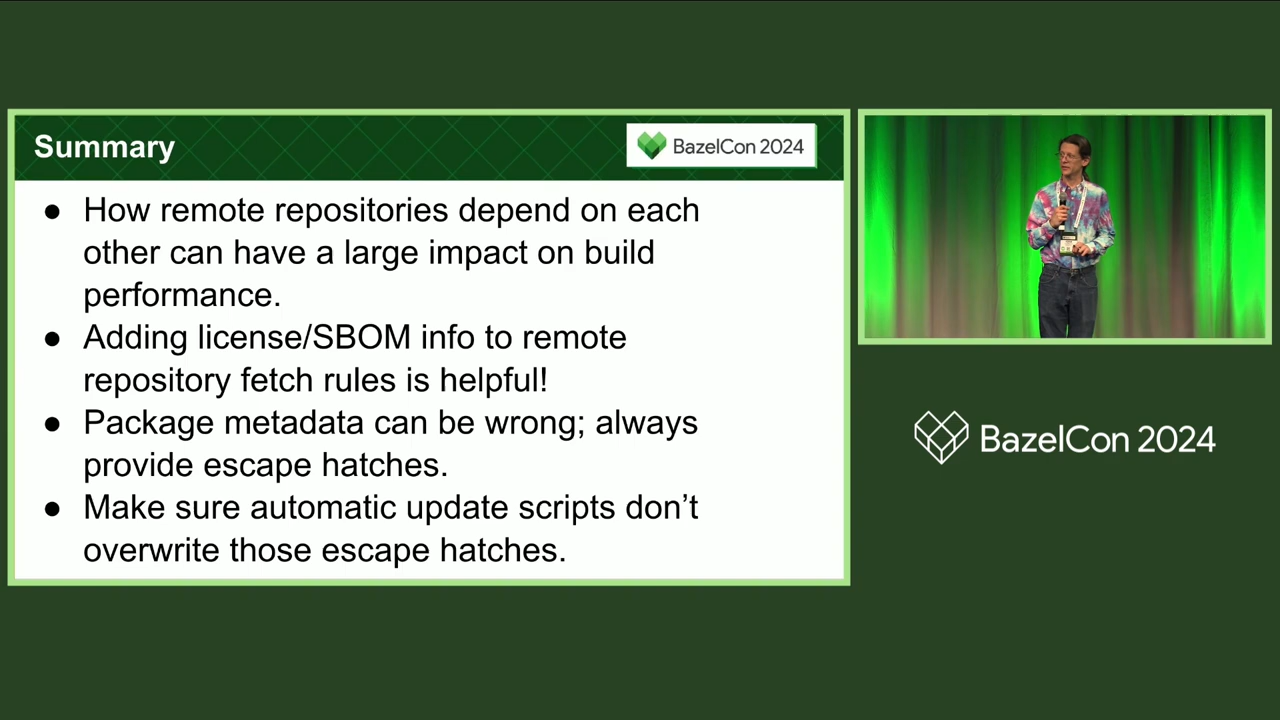 Summary
BazelCon 2024
● How remote repositories depend on each
other can have a large impact on build
performance.
● Adding license/SBOM info to remote
repository fetch rules is helpful!
● Package metadata can be wrong; always
provide escape hatches.
● Make sure automatic update scripts don’t
overwrite those escape hatches.
BazelCon 2024